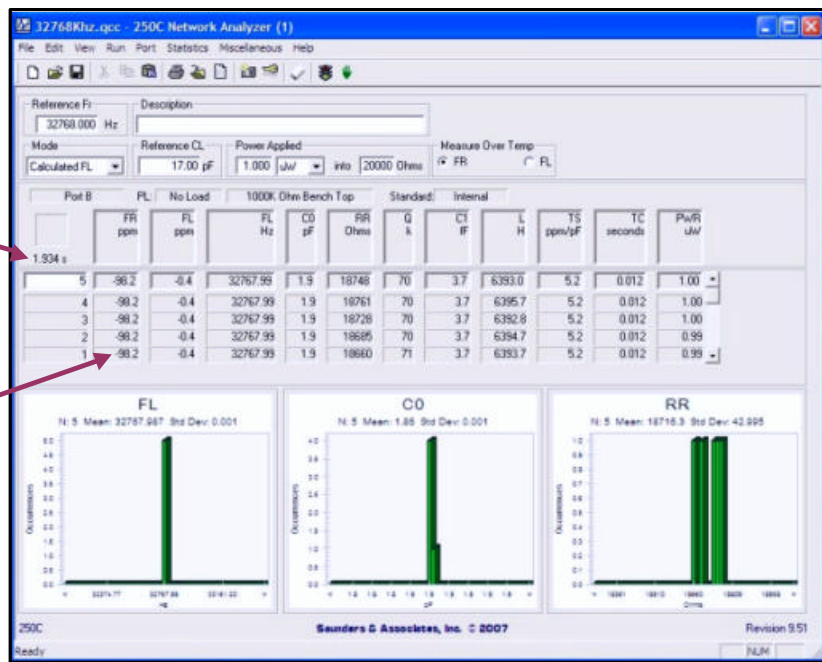 32768Khz.qcc - 250C Network Analyzer (1)
File Edit View Run Port Statistics Miscellaneous Help
Reference Fr Description
32768.000 Hz
Mode Reference CL Power Applied Measure Over Temp
Calculated FL 17.00 pF 1.000 uW into 20000 Ohms FR FL
Port B PL: No Load 1000K Ohm Bench Top Standard: Internal
FR ppm FL ppm FL Hz C0 pF RR Ohms Q k C1 fF L H TS ppm/pF TC seconds PWR uW
1.934 s
5 -98.2 -0.4 32767.99 1.9 18748 70 3.7 6393.0 5.2 0.012 1.00
4 -98.2 -0.4 32767.99 1.9 18761 70 3.7 6395.7 5.2 0.012 1.00
3 -98.2 -0.4 32767.99 1.9 18728 70 3.7 6392.8 5.2 0.012 1.00
2 -98.2 -0.4 32767.99 1.9 18685 70 3.7 6394.7 5.2 0.012 0.99
1 -98.2 -0.4 32767.99 1.9 18660 71 3.7 6393.7 5.2 0.012 0.99
FL C0 RR
N: 5 Mean: 32767.987 Std Dev: 0.001 N: 5 Mean: 1.86 Std Dev: 0.001 N: 5 Mean: 18716.3 Std Dev: 42.995
Occurrences Occurrences Occurrences
Hz pF Ohms
250C Saunders & Associates, Inc. © 2007 Revision 9.51
Ready NUM